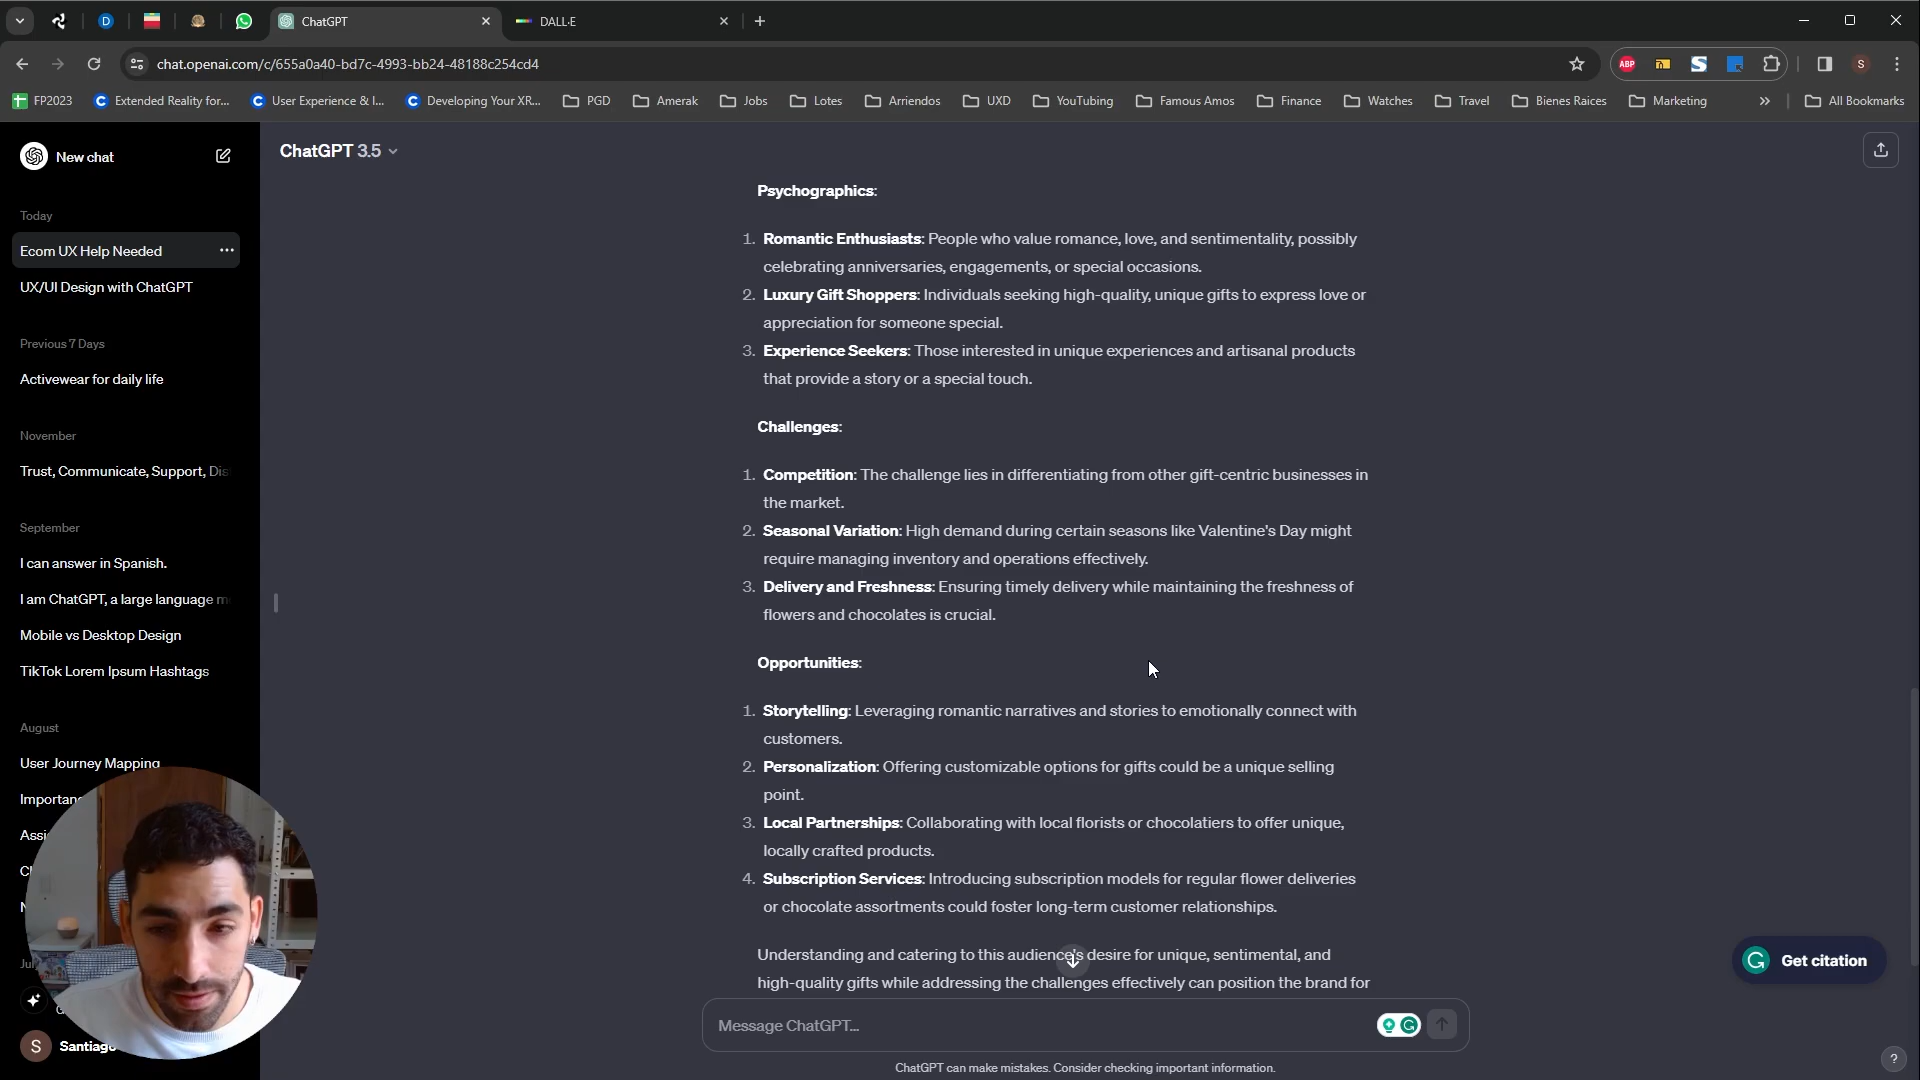 ChatGPT
DALL·E
chat.openai.com/c/655a0a40-bd7c-4993-bb24-48188c254cd4
ABP
S
FP2023
Extended Reality for...
User Experience & I...
Developing Your XR...
PGD
Amerak
Jobs
Lotes
Arriendos
UXD
YouTubing
Famous Amos
Finance
Watches
Travel
Bienes Raices
Marketing
»
All Bookmarks
New chat
Today
Ecom UX Help Needed
UX/UI Design with ChatGPT
Previous 7 Days
Activewear for daily life
November
Trust, Communicate, Support, Dis
September
I can answer in Spanish.
I am ChatGPT, a large language m
Mobile vs Desktop Design
TikTok Lorem Ipsum Hashtags
August
User Journey Mapping
Importan
Assi
S
Santiago
ChatGPT 3.5
Psychographics:
1. Romantic Enthusiasts: People who value romance, love, and sentimentality, possibly
celebrating anniversaries, engagements, or special occasions.
2. Luxury Gift Shoppers: Individuals seeking high-quality, unique gifts to express love or
appreciation for someone special.
3. Experience Seekers: Those interested in unique experiences and artisanal products
that provide a story or a special touch.
Challenges:
1. Competition: The challenge lies in differentiating from other gift-centric businesses in
the market.
2. Seasonal Variation: High demand during certain seasons like Valentine's Day might
require managing inventory and operations effectively.
3. Delivery and Freshness: Ensuring timely delivery while maintaining the freshness of
flowers and chocolates is crucial.
Opportunities:
1. Storytelling: Leveraging romantic narratives and stories to emotionally connect with
customers.
2. Personalization: Offering customizable options for gifts could be a unique selling
point.
3. Local Partnerships: Collaborating with local florists or chocolatiers to offer unique,
locally crafted products.
4. Subscription Services: Introducing subscription models for regular flower deliveries
or chocolate assortments could foster long-term customer relationships.
Understanding and catering to this audience's desire for unique, sentimental, and
high-quality gifts while addressing the challenges effectively can position the brand for
Get citation
Message ChatGPT...
ChatGPT can make mistakes. Consider checking important information.
?